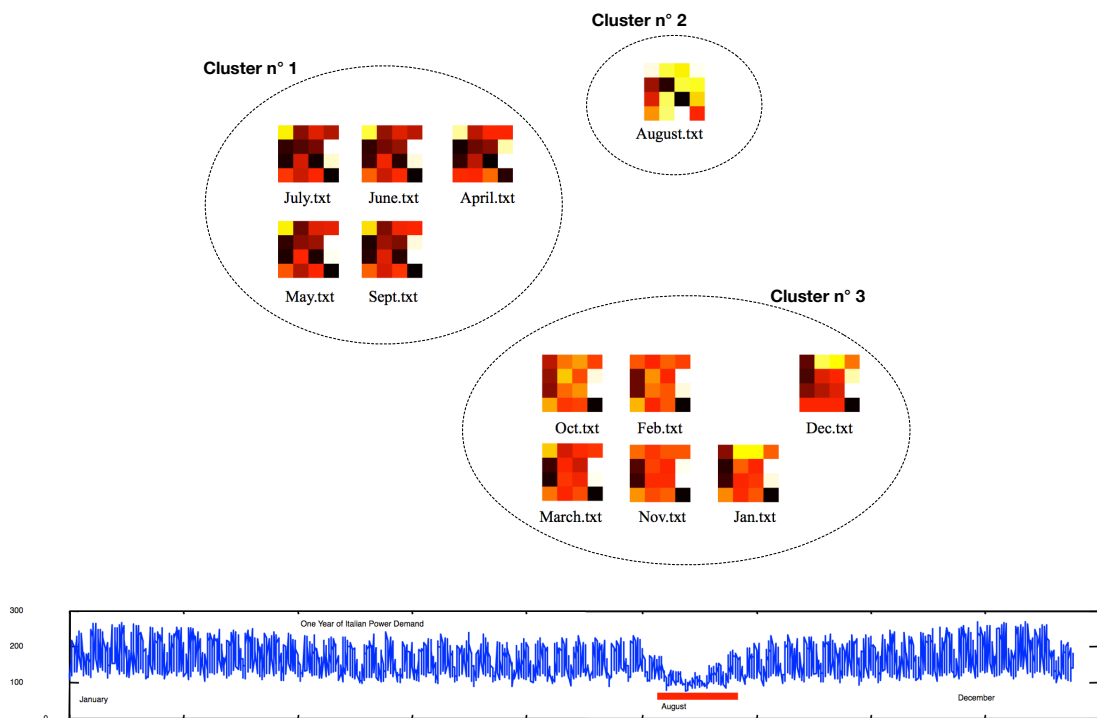 Cluster n° 2
Cluster n° 1
August.txt
July.txt June.txt April.txt
May.txt Sept.txt
Cluster n° 3
Oct.txt Feb.txt Dec.txt
March.txt Nov.txt Jan.txt
300
One Year of Italian Power Demand
200
100
January
December
August
0